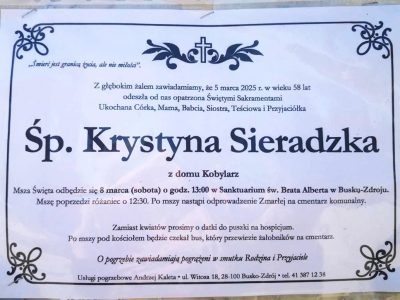 „Śmierć jest granicą życia, ale nie miłości”.
Z głębokim żalem zawiadamiamy, że 5 marca 2025 r. w wieku 58 lat
odeszła od nas opatrzona Świętymi Sakramentami
Ukochana Córka, Mama, Babcia, Siostra, Teściowa i Przyjaciółka
Śp. Krystyna Sieradzka
z domu Kobylarz
Msza Święta odbędzie się 8 marca (sobota) o godz. 13:00 w Sanktuarium św. Brata Alberta w Busku-Zdroju.
Mszę poprzedzi różaniec o 12:30. Po mszy nastąpi odprowadzenie Zmarłej na cmentarz komunalny.
Zamiast kwiatów prosimy o datki do puszki na hospicjum.
Po mszy pod kościołem będzie czekał bus, który przewiezie żałobników na cmentarz.
O pogrzebie zawiadamiają pogrążeni w smutku Rodzina i Przyjaciele
Usługi pogrzebowe Andrzej Kaleta • ul. Witosa 18, 28-100 Busko-Zdrój • tel. 41 387 12 38